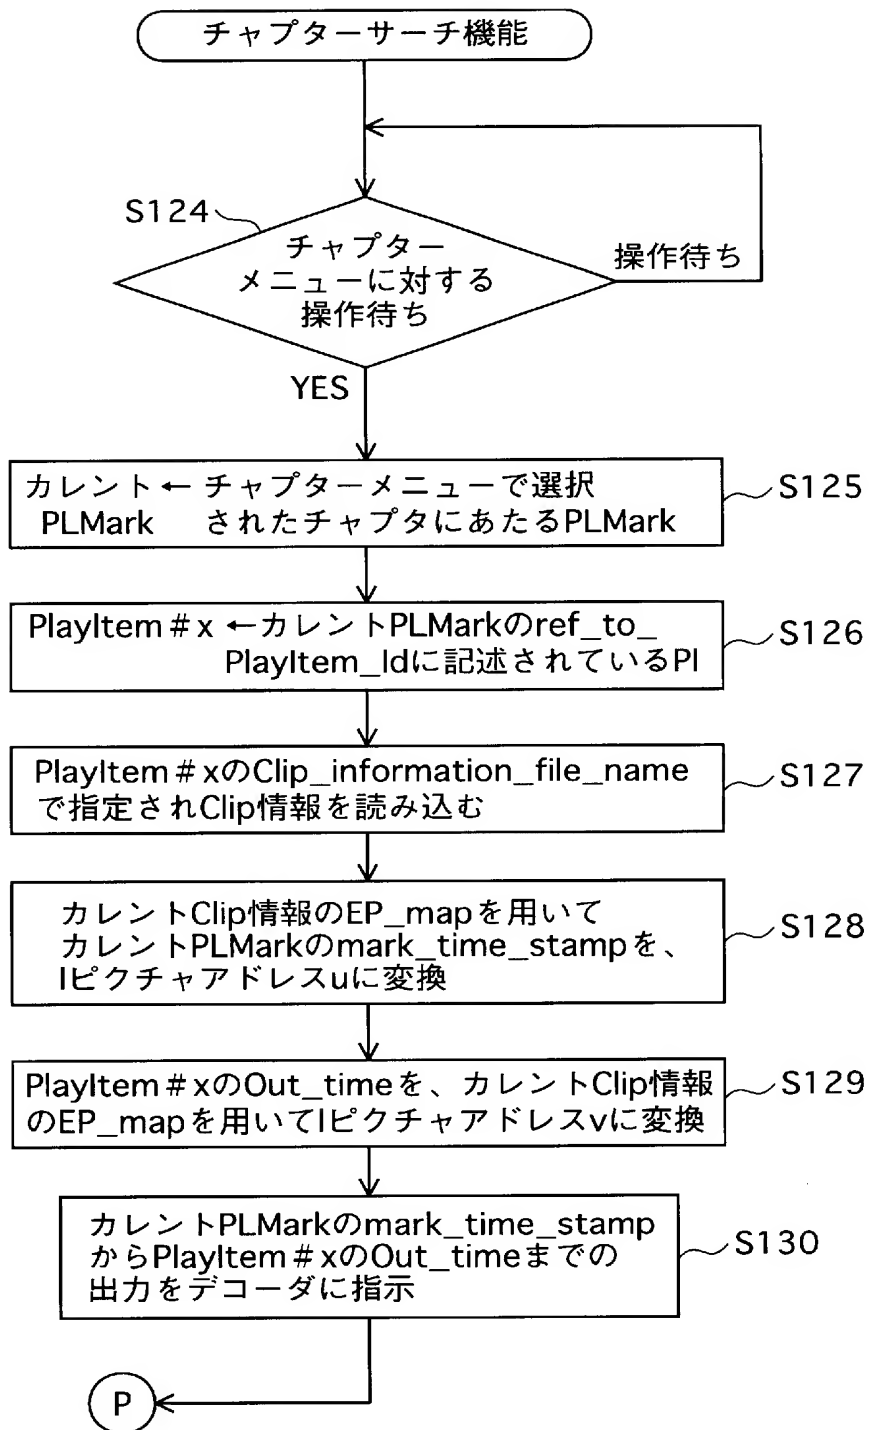 チャプターサーチ機能
S124
チャプター
メニューに対する
操作待ち
操作待ち
YES
カレント← チャプターメニューで選択
PLMark されたチャプタにあたるPLMark
S125
PlayItem#x ←カレントPLMarkのref_to_
PlayItem_Idに記述されているPI
S126
PlayItem#xのClip_information_file_name
で指定されClip情報を読み込む
S127
カレントClip情報のEP_mapを用いて
カレントPLMarkのmark_time_stampを、
Iピクチャアドレスuに変換
S128
PlayItem#xのOut_timeを、カレントClip情報
のEP_mapを用いてIピクチャアドレスvに変換
S129
カレントPLMarkのmark_time_stamp
からPlayItem#xのOut_timeまでの
出力をデコーダに指示
S130
P